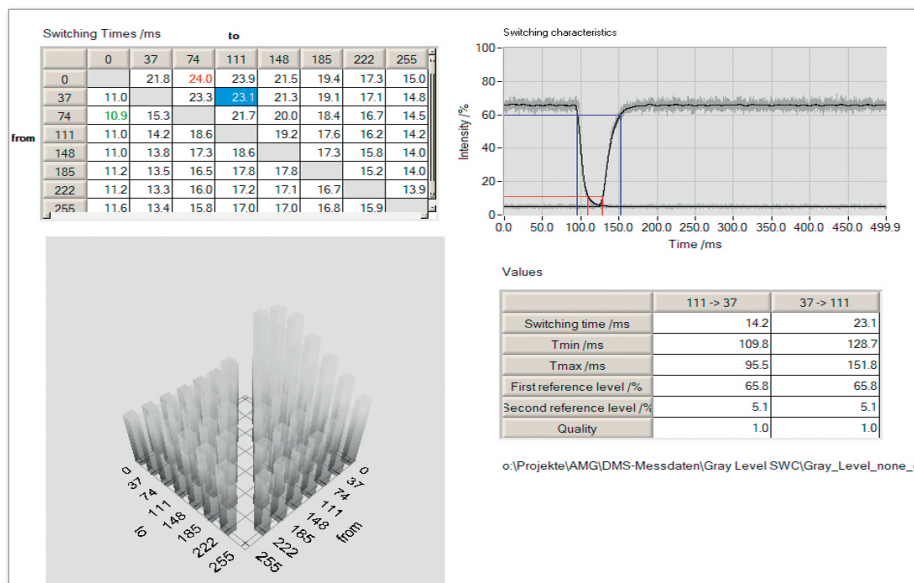 Switching Times /ms
to
0 37 74 111 148 185 222 255
0 21.8 24.0 23.9 21.5 19.4 17.3 15.0
37 11.0 23.3 23.1 21.3 19.1 17.1 14.8
74 10.9 15.3 21.7 20.0 18.4 16.7 14.5
from
111 11.0 14.2 18.6 19.2 17.6 16.2 14.2
148 11.0 13.8 17.3 18.6 17.3 15.8 14.0
185 11.2 13.5 16.5 17.8 17.8 15.2 14.0
222 11.2 13.3 16.0 17.2 17.1 16.7 13.9
255 11.6 13.4 15.8 17.0 17.0 16.8 15.9
Switching characteristics
Intensity /%
100
80
60
40
20
0
0.0 50.0 100.0 150.0 200.0 250.0 300.0 350.0 400.0 499.9
Time /ms
0 37 74 111 148 185 222 255
to
0 37 74 111 148 185 222 255
from
Values
111 -> 37 37 -> 111
Switching time /ms 14.2 23.1
Tmin /ms 109.8 128.7
Tmax /ms 95.5 151.8
First reference level /% 65.8 65.8
Second reference level /% 5.1 5.1
Quality 1.0 1.0
o:\Projekte\AMG\DMS-Messdaten\Gray Level SWC\Gray_Level_none_